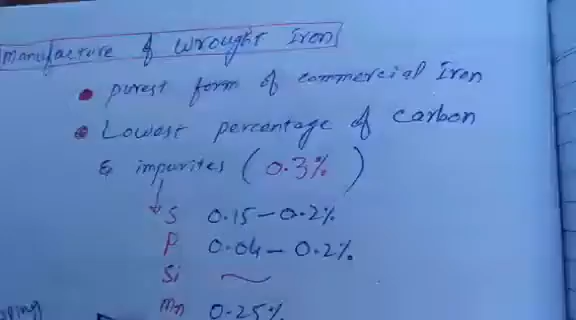 Manufacture of Wrought Iron
purest form of commercial Iron
Lowest percentage of carbon
& impurites (0.3%)
S 0.15-0.2%
P 0.04-0.2%
Si ~
Mn 0.25%